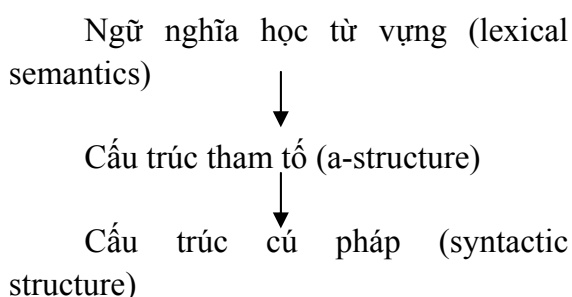 Ngữ nghĩa học từ vựng (lexical
semantics)
Cấu trúc tham tố (a-structure)
Cấu trúc cú pháp (syntactic
structure)